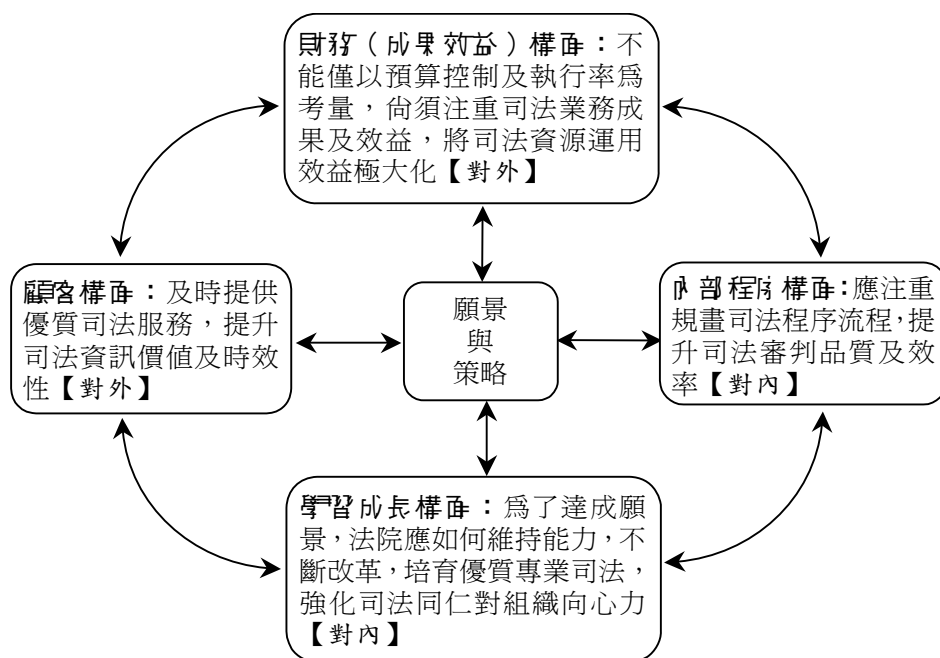 財務（成果效益）構面：不
能僅以預算控制及執行率為
考量，尚須注重司法業務成
果及效益，將司法資源運用
效益極大化【對外】
顧客構面：及時提供
優質司法服務，提升
司法資訊價值及時效
性【對外】
願景
與
策略
內部程序構面：應注重
規畫司法程序流程，提
升司法審判品質及效
率【對內】
學習成長構面：為了達成願
景，法院應如何維持能力，不
斷改革，培育優質專業司法，
強化司法同仁對組織向心力
【對內】